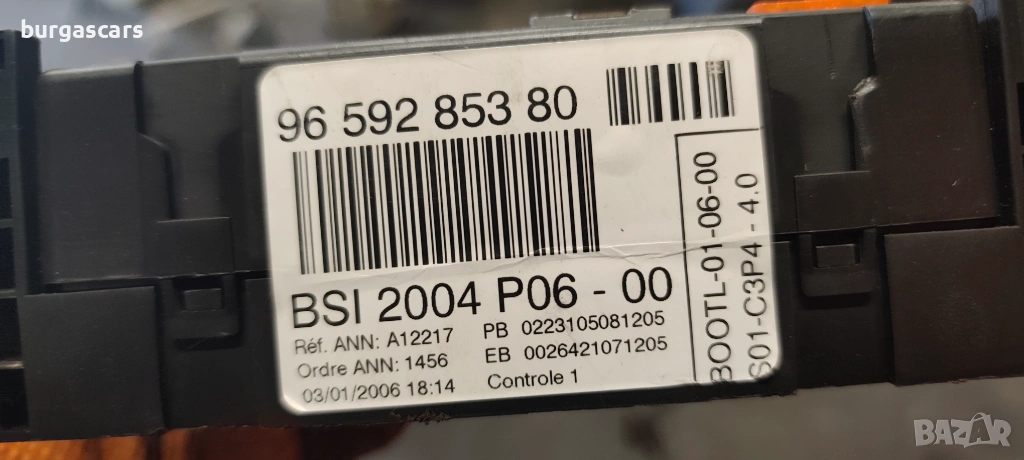 burgascars
96 592 853 80
BSI 2004 P06 - 00
Réf. ANN: A12217 PB 0223105081205
Ordre ANN: 1456 EB 0026421071205
03/01/2006 18:14 Controle 1
BOOTL-01-06-00
S01-C3P4 - 4.0
BAZAR